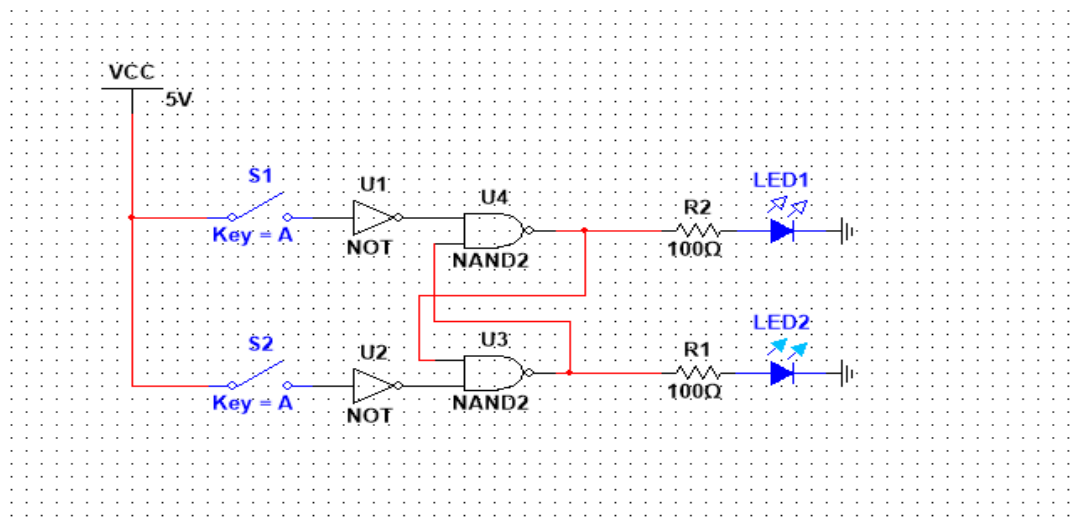 VCC
5V
S1
Key = A
U1
NOT
U4
NAND2
R2
100Ω
LED1
S2
Key = A
U2
NOT
U3
NAND2
R1
100Ω
LED2